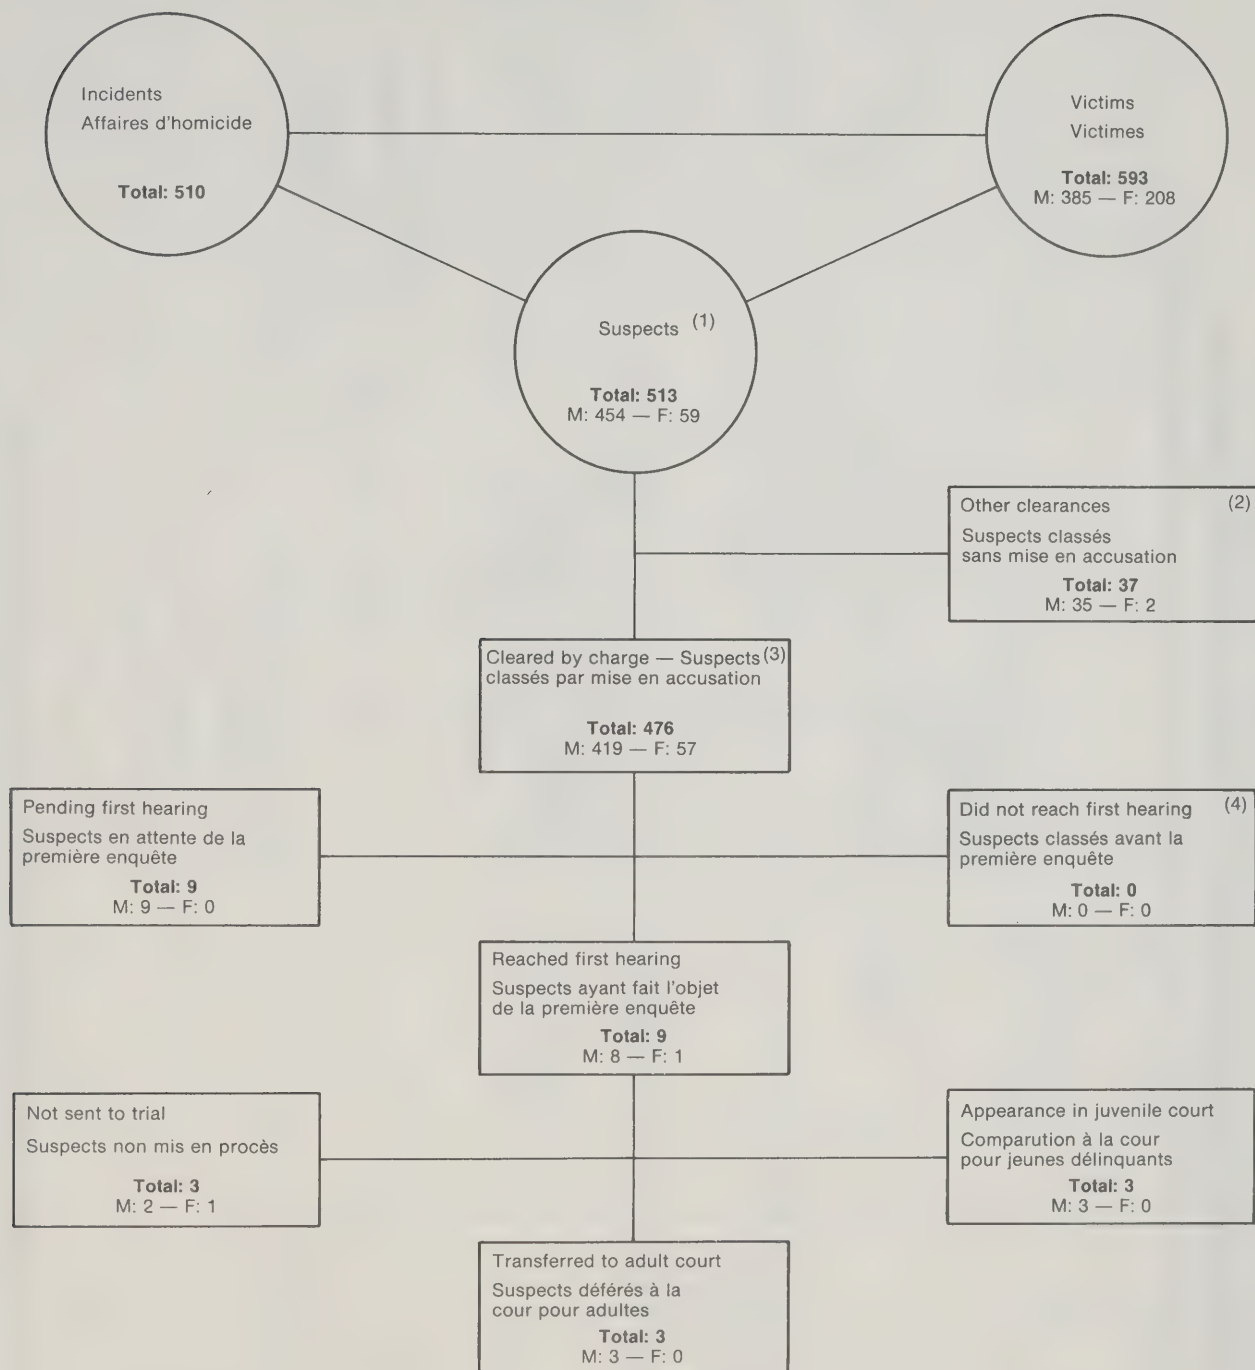 Incidents
Affaires d'homicide
Total: 510
Victims
Victimes
Total: 593
M: 385 — F: 208
Suspects (1)
Total: 513
M: 454 — F: 59
Other clearances (2)
Suspects classés
sans mise en accusation
Total: 37
M: 35 — F: 2
Cleared by charge — Suspects (3)
classés par mise en accusation
Total: 476
M: 419 — F: 57
Pending first hearing
Suspects en attente de la
première enquête
Total: 9
M: 9 — F: 0
Did not reach first hearing (4)
Suspects classés avant la
première enquête
Total: 0
M: 0 — F: 0
Reached first hearing
Suspects ayant fait l'objet
de la première enquête
Total: 9
M: 8 — F: 1
Not sent to trial
Suspects non mis en procès
Total: 3
M: 2 — F: 1
Appearance in juvenile court
Comparution à la cour
pour jeunes délinquants
Total: 3
M: 3 — F: 0
Transferred to adult court
Suspects déférés à la
cour pour adultes
Total: 3
M: 3 — F: 0